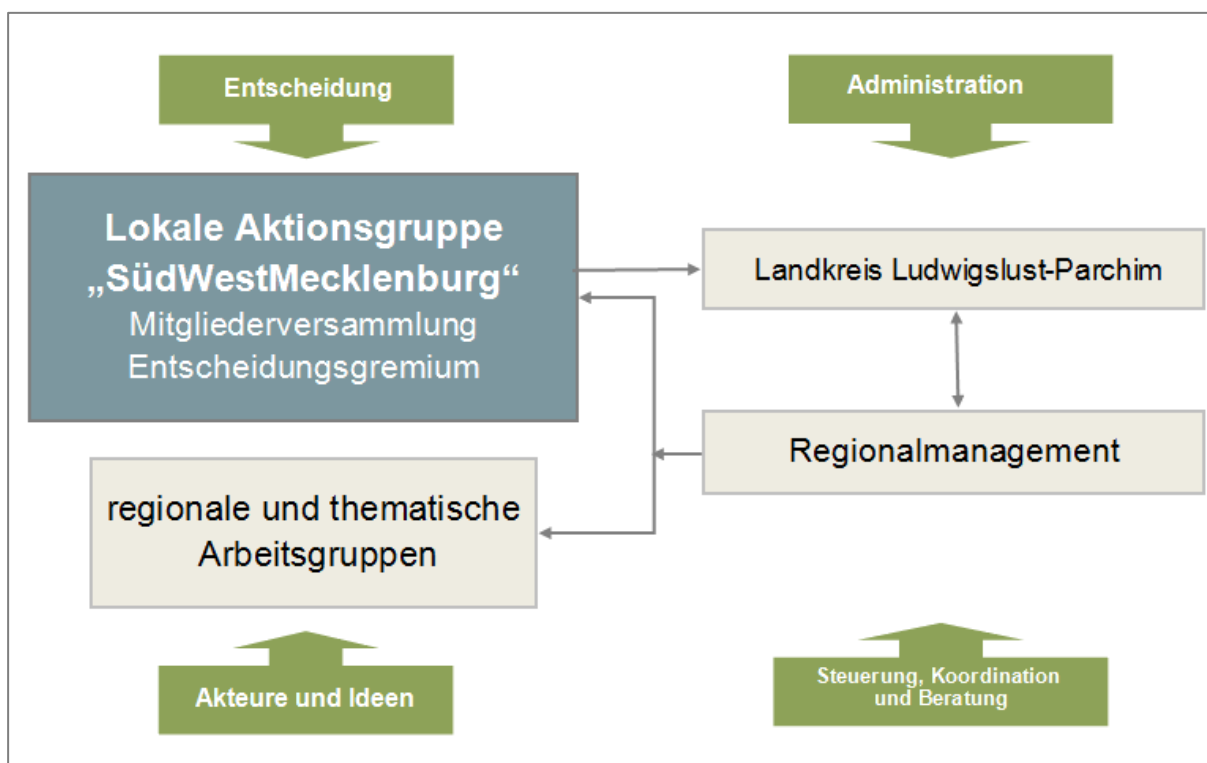 Entscheidung
Administration
Lokale Aktionsgruppe
„SüdWestMecklenburg“
Mitgliederversammlung
Entscheidungsgremium
Landkreis Ludwigslust-Parchim
Regionalmanagement
regionale und thematische
Arbeitsgruppen
Akteure und Ideen
Steuerung, Koordination
und Beratung